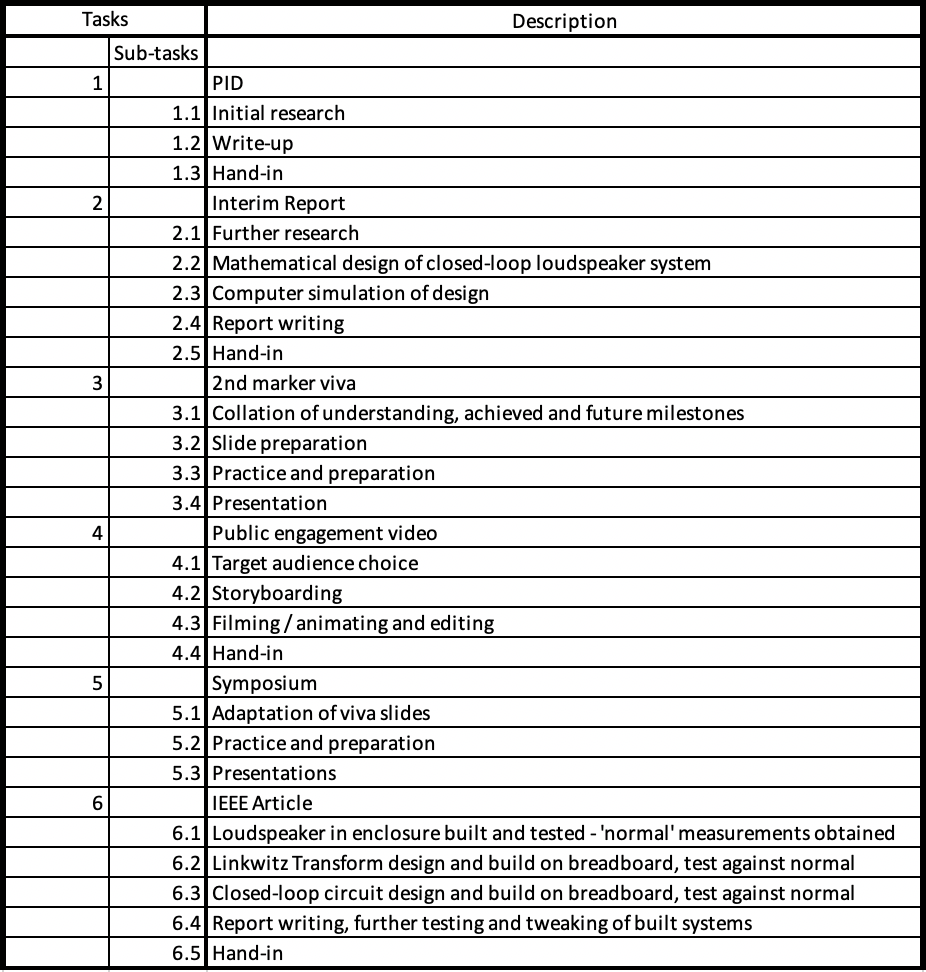 Tasks Description
Sub-tasks
1 PID
1.1 Initial research
1.2 Write-up
1.3 Hand-in
2 Interim Report
2.1 Further research
2.2 Mathematical design of closed-loop loudspeaker system
2.3 Computer simulation of design
2.4 Report writing
2.5 Hand-in
3 2nd marker viva
3.1 Collation of understanding, achieved and future milestones
3.2 Slide preparation
3.3 Practice and preparation
3.4 Presentation
4 Public engagement video
4.1 Target audience choice
4.2 Storyboarding
4.3 Filming / animating and editing
4.4 Hand-in
5 Symposium
5.1 Adaptation of viva slides
5.2 Practice and preparation
5.3 Presentations
6 IEEE Article
6.1 Loudspeaker in enclosure built and tested - 'normal' measurements obtained
6.2 Linkwitz Transform design and build on breadboard, test against normal
6.3 Closed-loop circuit design and build on breadboard, test against normal
6.4 Report writing, further testing and tweaking of built systems
6.5 Hand-in